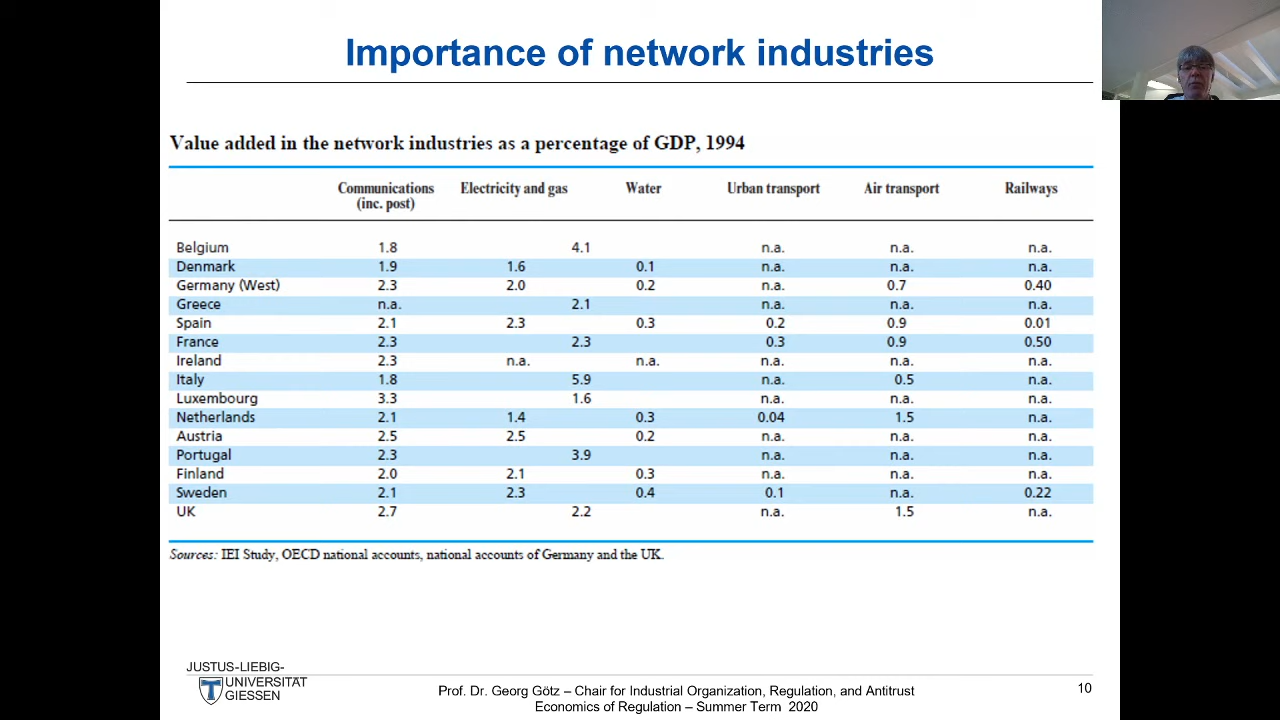 Importance of network industries
Value added in the network industries as a percentage of GDP, 1994
Communications (inc. post) Electricity and gas Water Urban transport Air transport Railways
Belgium 1.8 4.1 n.a. n.a. n.a.
Denmark 1.9 1.6 0.1 n.a. n.a. n.a.
Germany (West) 2.3 2.0 0.2 n.a. 0.7 0.40
Greece n.a. 2.1 n.a. n.a. n.a.
Spain 2.1 2.3 0.3 0.2 0.9 0.01
France 2.3 2.3 0.3 0.9 0.50
Ireland 2.3 n.a. n.a. n.a. n.a. n.a.
Italy 1.8 5.9 n.a. 0.5 n.a.
Luxembourg 3.3 1.6 n.a. n.a. n.a.
Netherlands 2.1 1.4 0.3 0.04 1.5 n.a.
Austria 2.5 2.5 0.2 n.a. n.a. n.a.
Portugal 2.3 3.9 n.a. n.a. n.a.
Finland 2.0 2.1 0.3 n.a. n.a. n.a.
Sweden 2.1 2.3 0.4 0.1 n.a. 0.22
UK 2.7 2.2 n.a. 1.5 n.a.
Sources: IEI Study, OECD national accounts, national accounts of Germany and the UK.
JUSTUS-LIEBIG-
UNIVERSITÄT
GIESSEN
Prof. Dr. Georg Götz – Chair for Industrial Organization, Regulation, and Antitrust
Economics of Regulation – Summer Term 2020
10